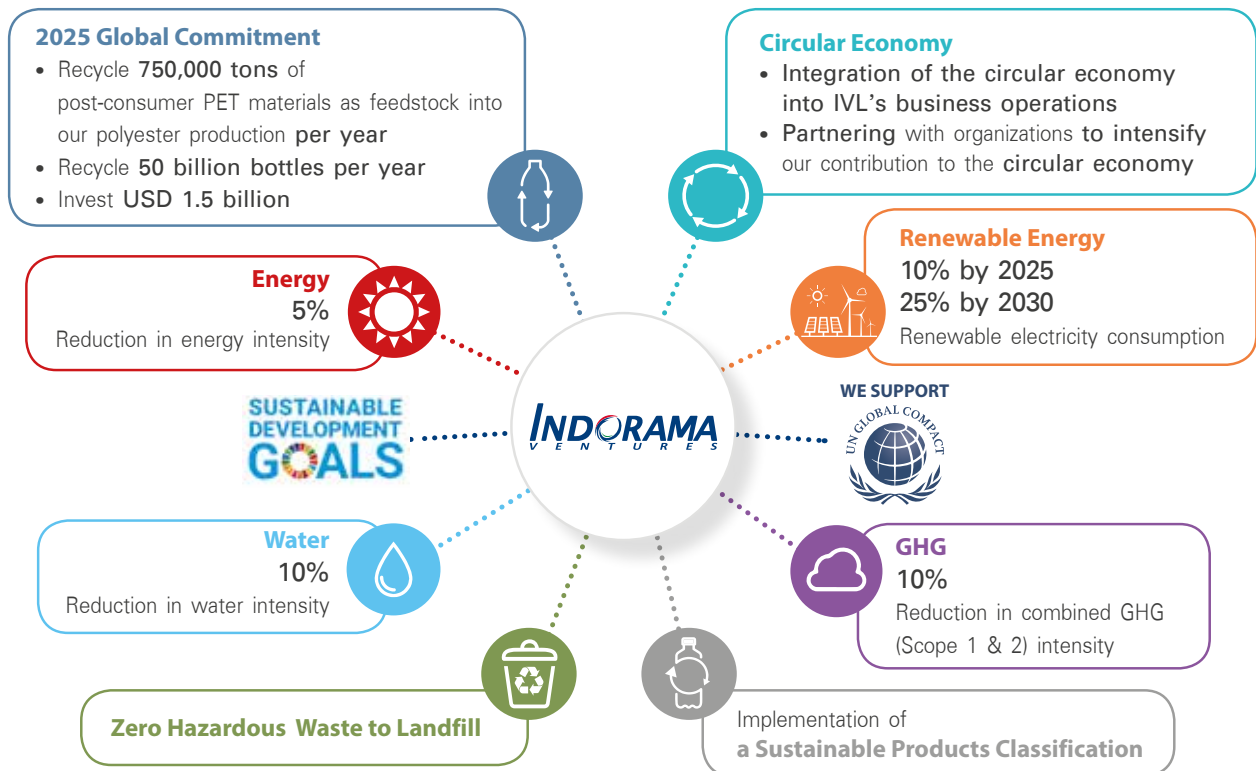 2025 Global Commitment
• Recycle 750,000 tons of
post-consumer PET materials as feedstock into
our polyester production per year
• Recycle 50 billion bottles per year
• Invest USD 1.5 billion
Circular Economy
• Integration of the circular economy
into IVL's business operations
• Partnering with organizations to intensify
our contribution to the circular economy
Energy
5%
Reduction in energy intensity
Renewable Energy
10% by 2025
25% by 2030
Renewable electricity consumption
SUSTAINABLE
DEVELOPMENT
GOALS
INDORAMA
VENTURES
WE SUPPORT
UN GLOBAL COMPACT
Water
10%
Reduction in water intensity
GHG
10%
Reduction in combined GHG
(Scope 1 & 2) intensity
Zero Hazardous Waste to Landfill
Implementation of
a Sustainable Products Classification